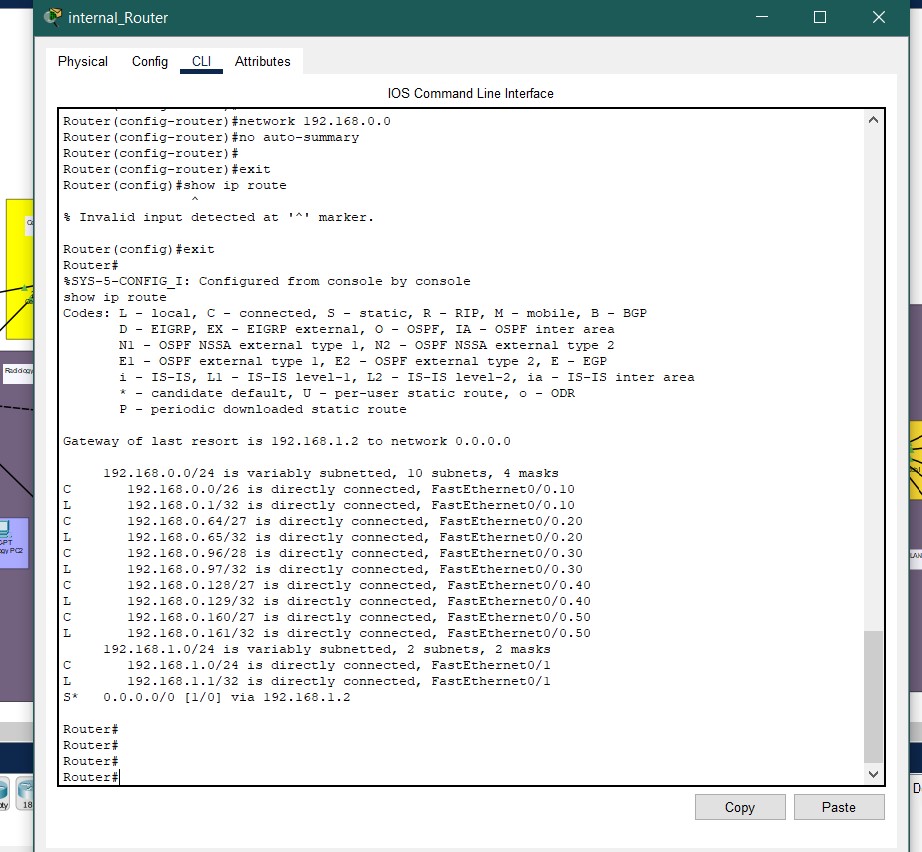 internal_Router
Physical Config CLI Attributes
IOS Command Line Interface
Router(config-router)#network 192.168.0.0
Router(config-router)#no auto-summary
Router(config-router)#
Router(config-router)#exit
Router(config)#show ip route
^
% Invalid input detected at '^' marker.
Router(config)#exit
Router#
%SYS-5-CONFIG_I: Configured from console by console
show ip route
Codes: L - local, C - connected, S - static, R - RIP, M - mobile, B - BGP
D - EIGRP, EX - EIGRP external, O - OSPF, IA - OSPF inter area
N1 - OSPF NSSA external type 1, N2 - OSPF NSSA external type 2
E1 - OSPF external type 1, E2 - OSPF external type 2, E - EGP
i - IS-IS, L1 - IS-IS level-1, L2 - IS-IS level-2, ia - IS-IS inter area
* - candidate default, U - per-user static route, o - ODR
P - periodic downloaded static route
Gateway of last resort is 192.168.1.2 to network 0.0.0.0
192.168.0.0/24 is variably subnetted, 10 subnets, 4 masks
C 192.168.0.0/26 is directly connected, FastEthernet0/0.10
L 192.168.0.1/32 is directly connected, FastEthernet0/0.10
C 192.168.0.64/27 is directly connected, FastEthernet0/0.20
L 192.168.0.65/32 is directly connected, FastEthernet0/0.20
C 192.168.0.96/28 is directly connected, FastEthernet0/0.30
L 192.168.0.97/32 is directly connected, FastEthernet0/0.30
C 192.168.0.128/27 is directly connected, FastEthernet0/0.40
L 192.168.0.129/32 is directly connected, FastEthernet0/0.40
C 192.168.0.160/27 is directly connected, FastEthernet0/0.50
L 192.168.0.161/32 is directly connected, FastEthernet0/0.50
192.168.1.0/24 is variably subnetted, 2 subnets, 2 masks
C 192.168.1.0/24 is directly connected, FastEthernet0/1
L 192.168.1.1/32 is directly connected, FastEthernet0/1
S* 0.0.0.0/0 [1/0] via 192.168.1.2
Router#
Router#
Router#
Router#
Copy Paste
Radiology
PC2
18